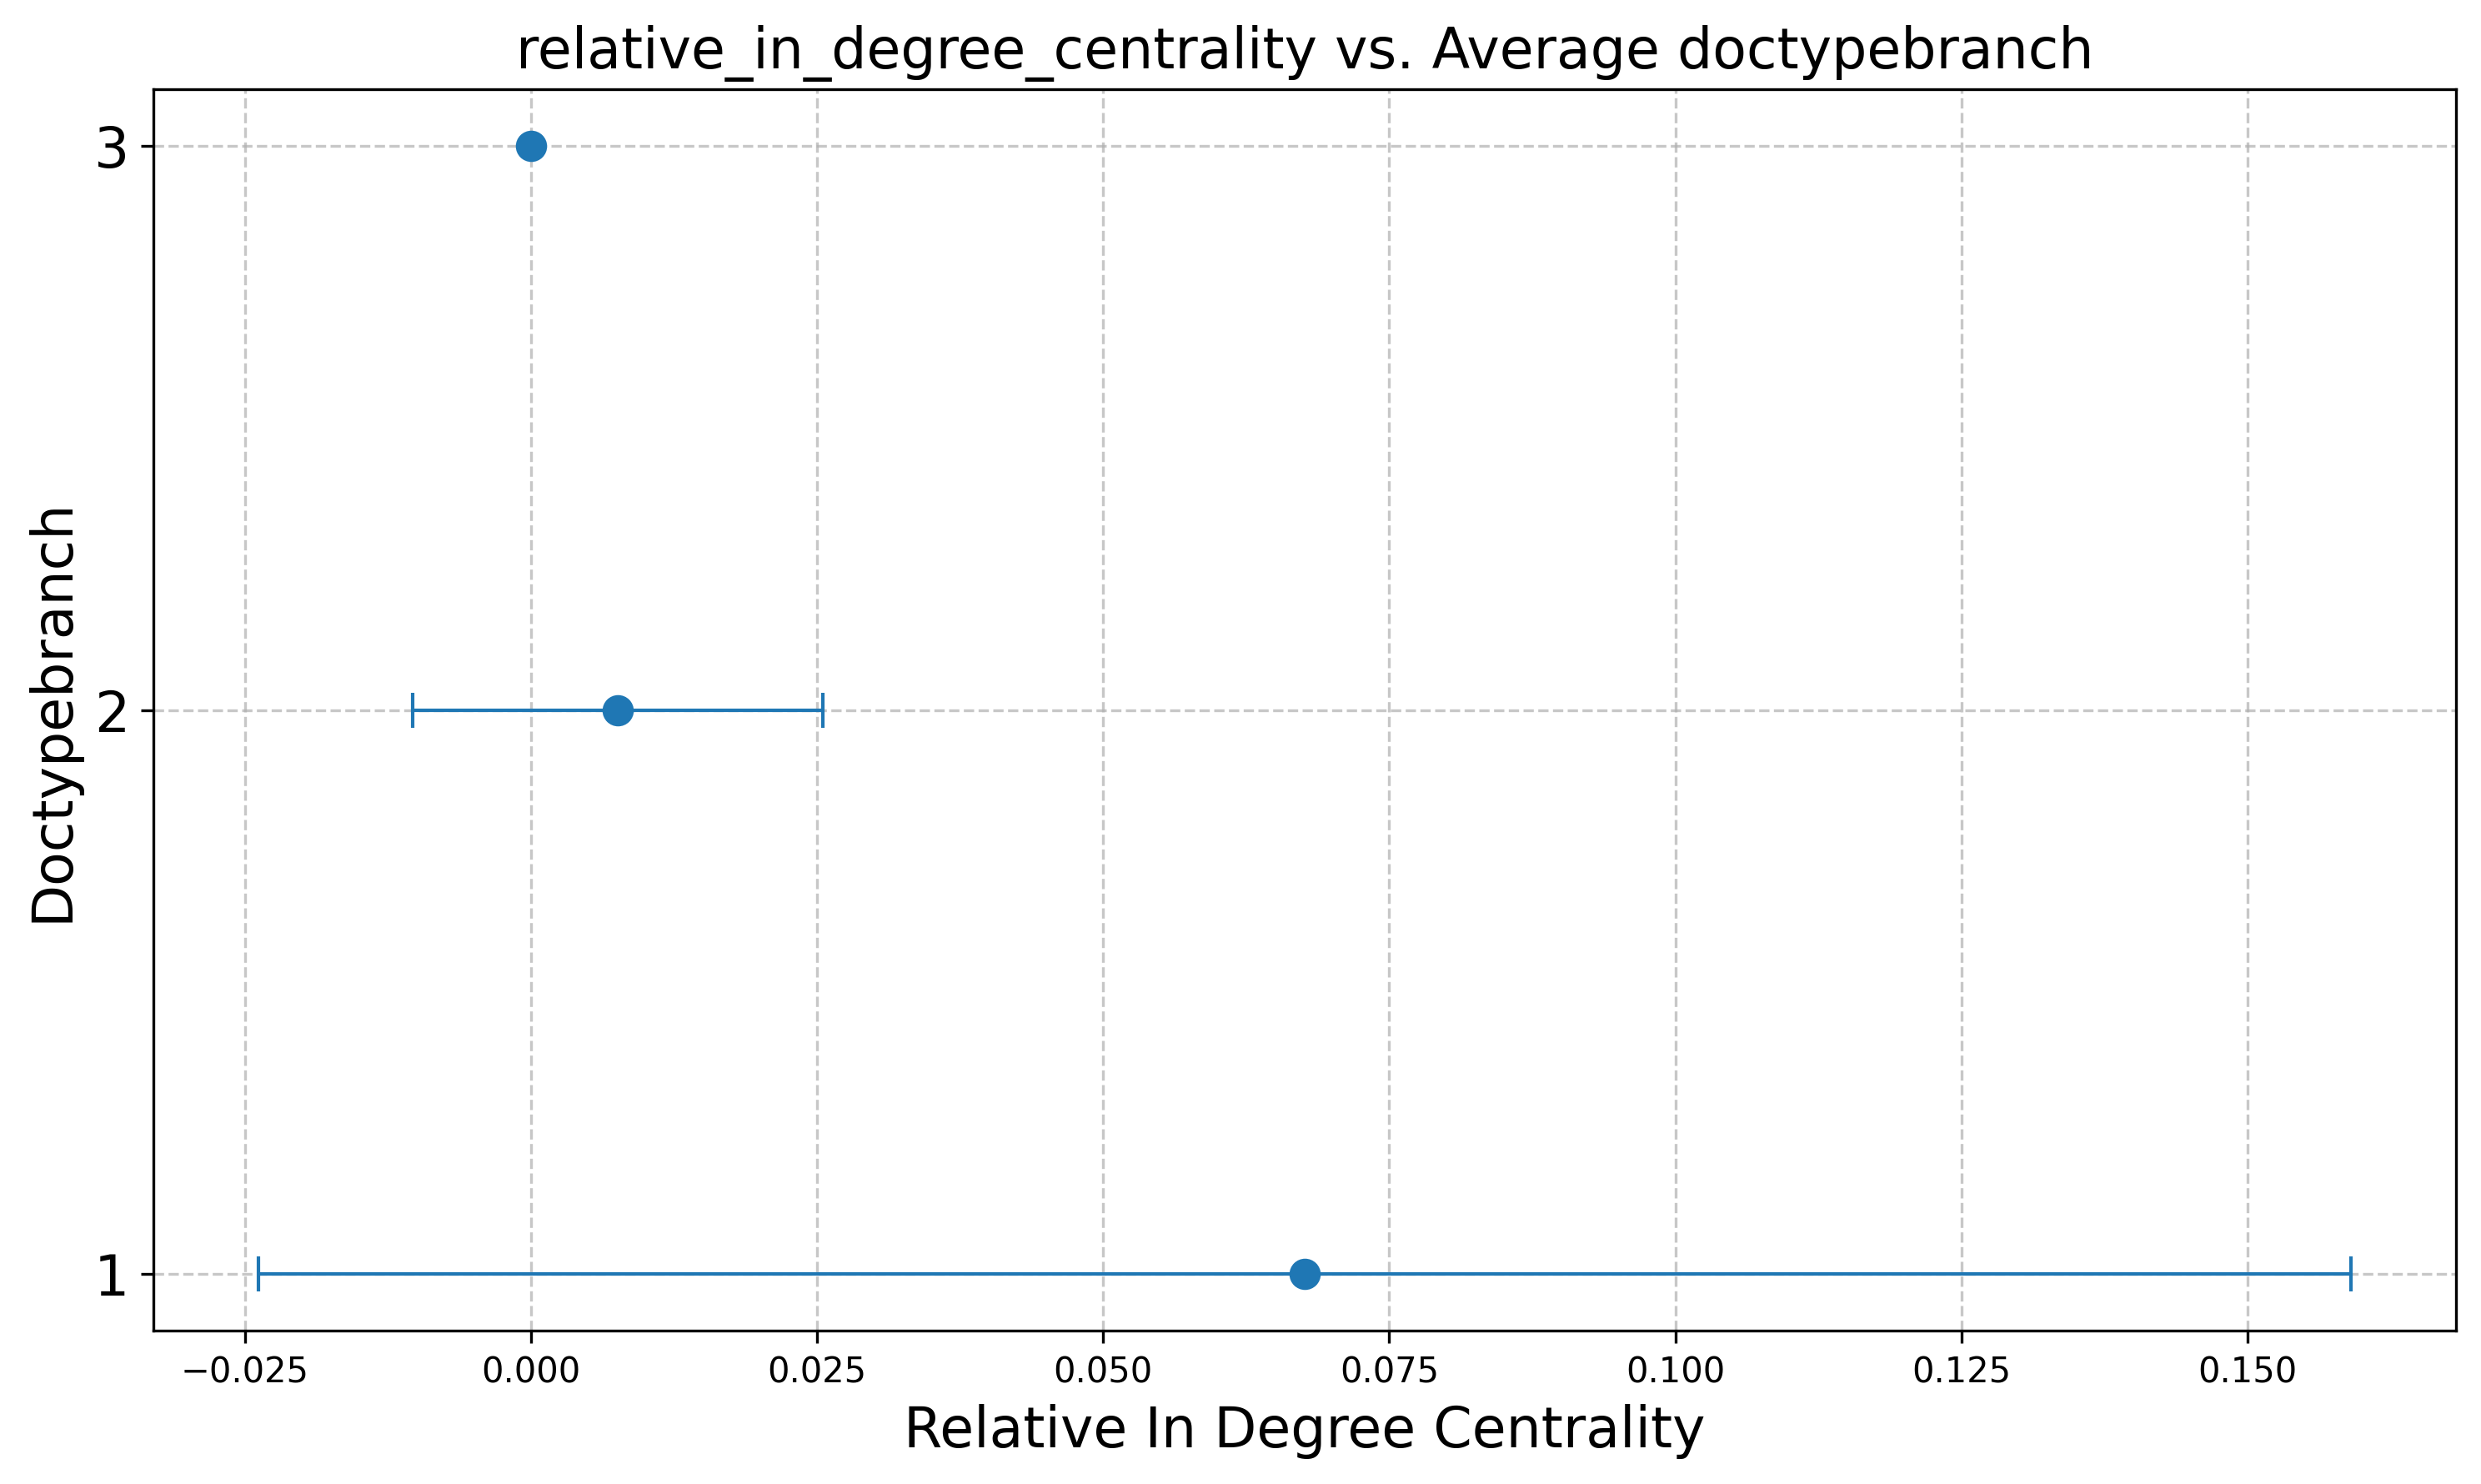 relative_in_degree_centrality vs. Average doctypebranch
3
2
1
Doctypebranch
−0.025 0.000 0.025 0.050 0.075 0.100 0.125 0.150
Relative In Degree Centrality